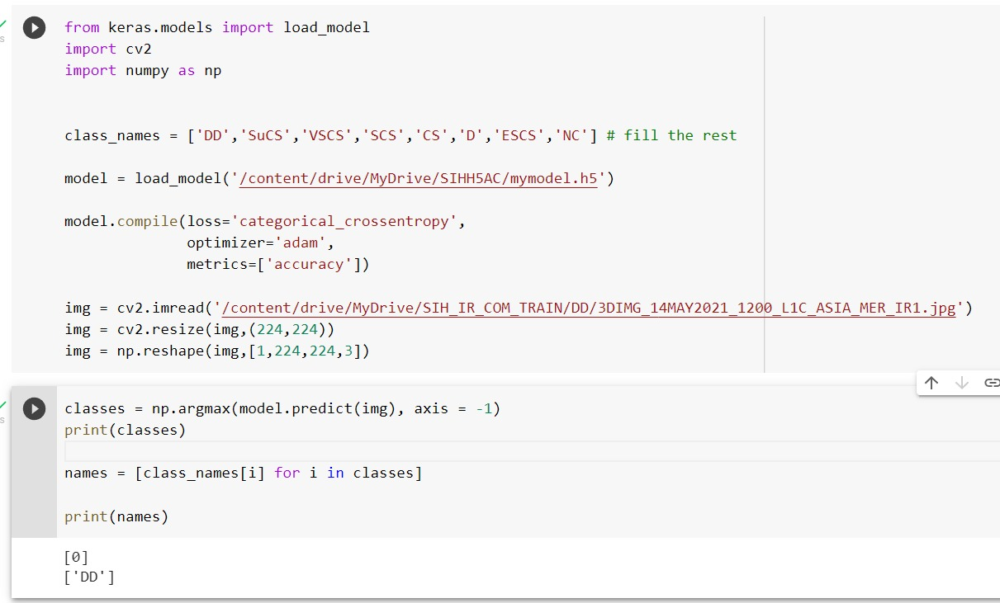 from keras.models import load_model
import cv2
import numpy as np
class_names = ['DD','SuCS','VSCS','SCS','CS','D','ESCS','NC'] # fill the rest
model = load_model('/content/drive/MyDrive/SIHH5AC/mymodel.h5')
model.compile(loss='categorical_crossentropy',
optimizer='adam',
metrics=['accuracy'])
img = cv2.imread('/content/drive/MyDrive/SIH_IR_COM_TRAIN/DD/3DIMG_14MAY2021_1200_L1C_ASIA_MER_IR1.jpg')
img = cv2.resize(img,(224,224))
img = np.reshape(img,[1,224,224,3])
s
classes = np.argmax(model.predict(img), axis = -1)
print(classes)
names = [class_names[i] for i in classes]
print(names)
s
[0]
['DD']